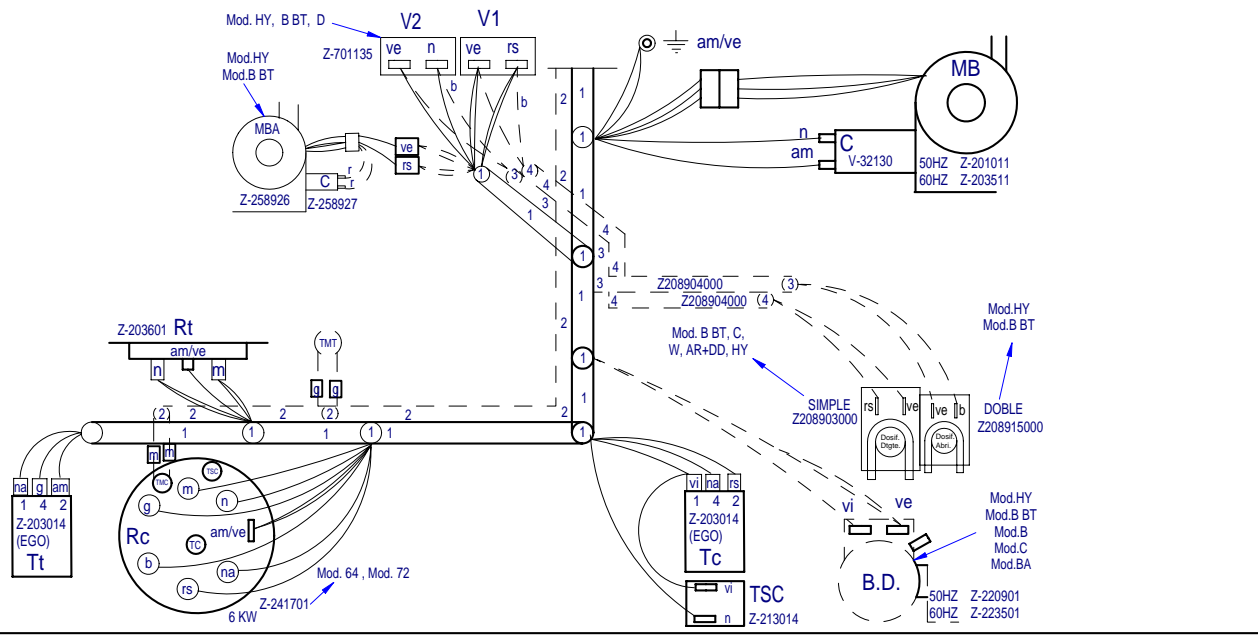 Mod. HY, B BT, D
V2
V1
am/ve
Z-701135
ve
n
ve
rs
b
b
Mod.HY
Mod.B BT
MBA
ve
rs
r
r
C
Z-258926
Z-258927
1
2
1
1
(3)
4)
4
4
3
1
2
1
4
1
3
4
3
4
1
2
MB
n
am
C
V-32130
50HZ Z-201011
60HZ Z-203511
Z208904000
(3)
Z208904000
(4)
Mod.HY
Mod.B BT
Mod. B BT, C,
W, AR+DD, HY
SIMPLE
Z208903000
rs
ve
ve
b
DOBLE
Z208915000
Dosif.
Dtgte.
Dosif.
Abri.
Z-203601
Rt
am/ve
n
m
TMT
g
g
1
1
(2)
2
2
(2)
2
2
1
1
1
1
1
1
m
m
na
g
am
1
4
2
Z-203014
(EGO)
Tt
TMC
TSC
m
n
g
am/ve
Rc
TC
b
na
rs
6 KW
Z-241701
Mod. 64 , Mod. 72
vi
na
rs
1
4
2
Z-203014
(EGO)
Tc
vi
n
TSC
Z-213014
vi
ve
B.D.
Mod.HY
Mod.B BT
Mod.B
Mod.C
Mod.BA
50HZ Z-220901
60HZ Z-223501